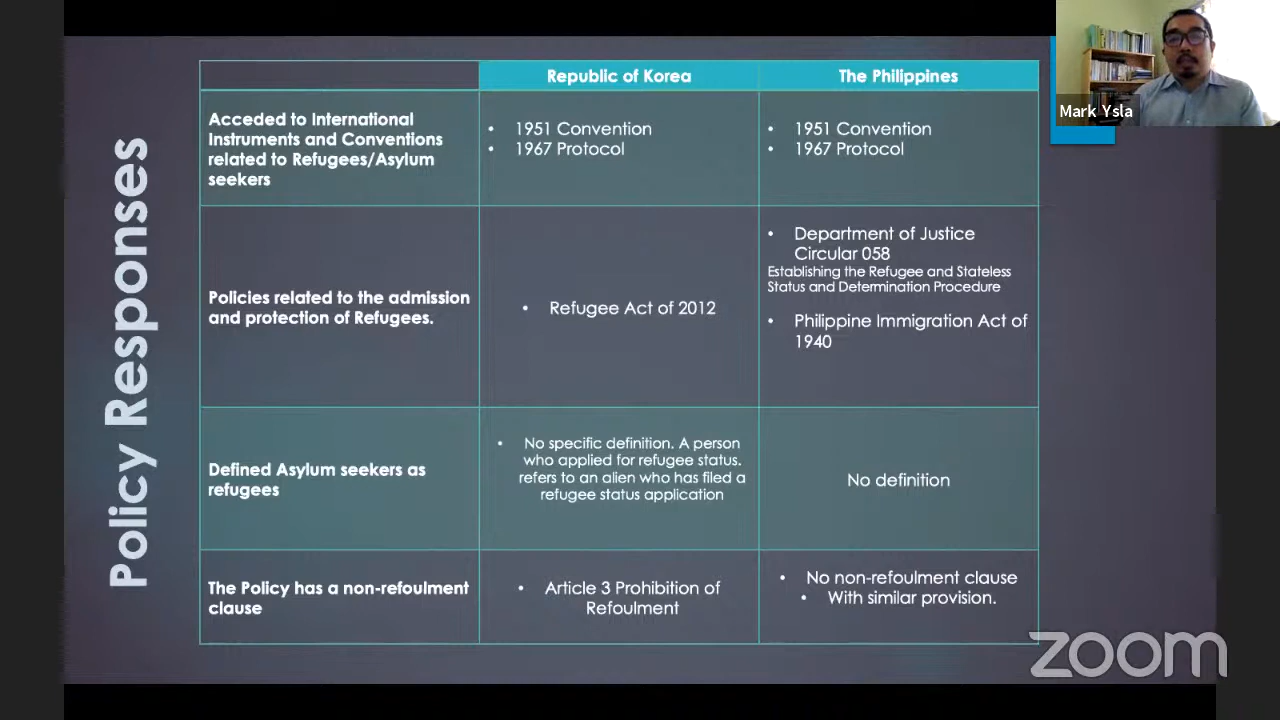 Policy Responses
Republic of Korea
The Philippines
Mark Ysla
Acceded to International
Instruments and Conventions
related to Refugees/Asylum
seekers
• 1951 Convention
• 1967 Protocol
• 1951 Convention
• 1967 Protocol
Policies related to the admission
and protection of Refugees.
• Refugee Act of 2012
• Department of Justice
Circular 058
Establishing the Refugee and Stateless
Status and Determination Procedure
• Philippine Immigration Act of
1940
Defined Asylum seekers as
refugees
• No specific definition. A person
who applied for refugee status.
refers to an alien who has filed a
refugee status application
No definition
The Policy has a non-refoulment
clause
• Article 3 Prohibition of
Refoulment
• No non-refoulment clause
• With similar provision.
zoom